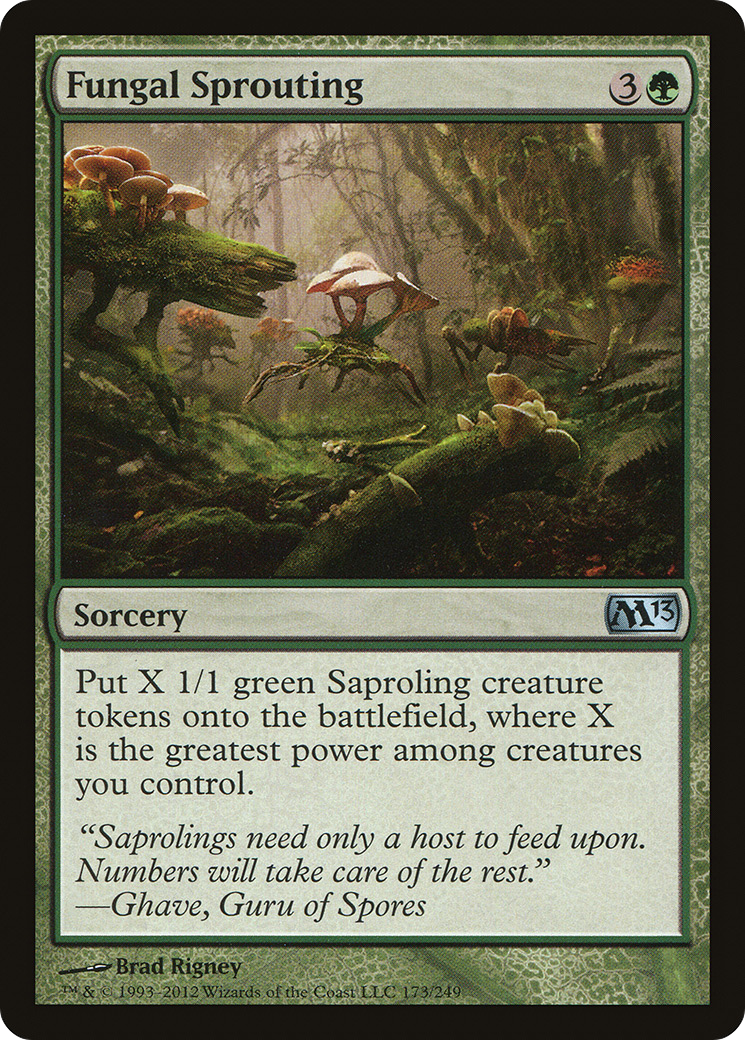 Fungal Sprouting 3
Sorcery M13
Put X 1/1 green Saproling creature
tokens onto the battlefield, where X
is the greatest power among creatures
you control.
“Saprolings need only a host to feed upon.
Numbers will take care of the rest.”
—Ghave, Guru of Spores
Brad Rigney
™ & © 1993–2012 Wizards of the Coast LLC 173/249